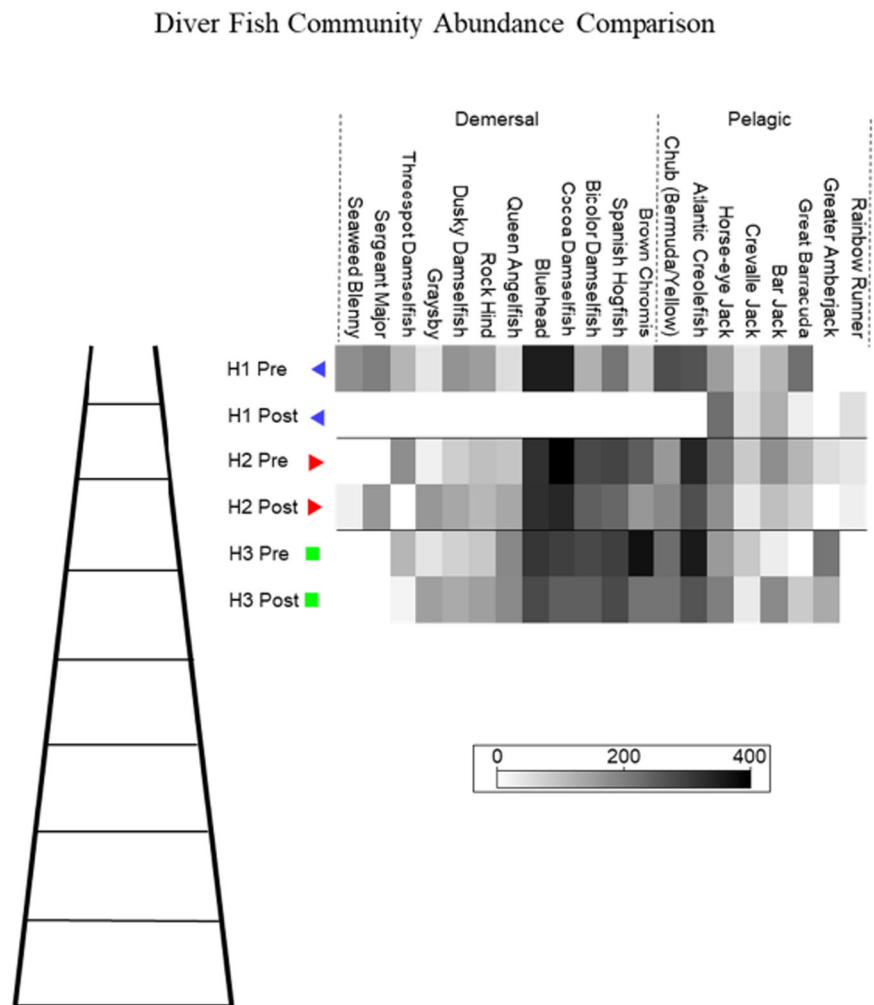 Diver Fish Community Abundance Comparison
Demersal
Pelagic
Seaweed Blenny
Sergeant Major
Threespot Damselfish
Graysby
Dusky Damselfish
Rock Hind
Queen Angelfish
Bluehead
Cocoa Damselfish
Bicolor Damselfish
Spanish Hogfish
Brown Chromis
Chub (Bermuda/Yellow)
Atlantic Creolefish
Horse-eye Jack
Crevalle Jack
Bar Jack
Great Barracuda
Greater Amberjack
Rainbow Runner
H1 Pre
H1 Post
H2 Pre
H2 Post
H3 Pre
H3 Post
0 200 400